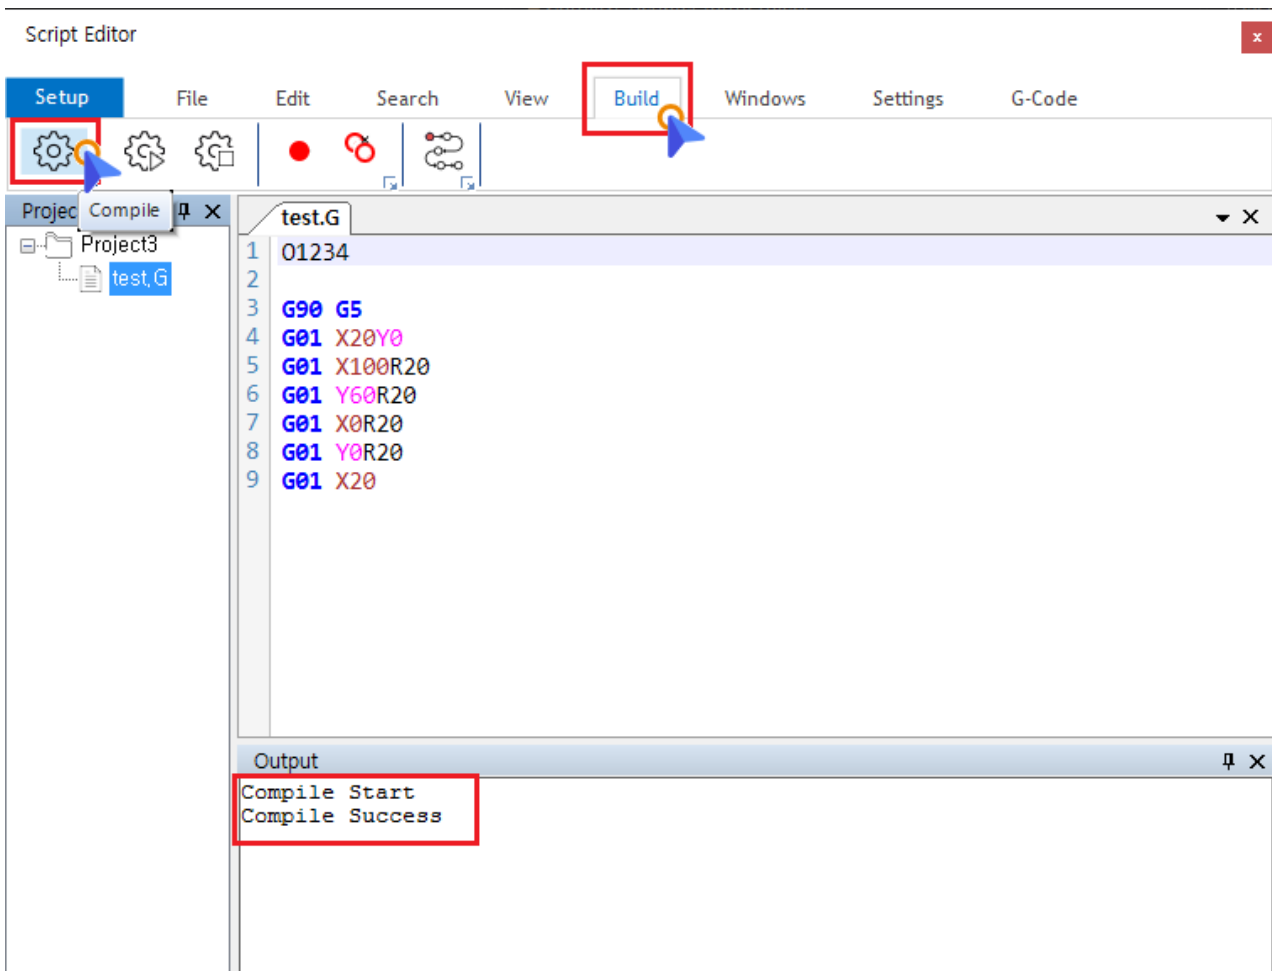 Script Editor
x
Setup File Edit Search View Build Windows Settings G-Code
Projec
Compile
test.G
Project3
test,G
1 O1234
2
3 G90 G5
4 G01 X20Y0
5 G01 X100R20
6 G01 Y60R20
7 G01 X0R20
8 G01 Y0R20
9 G01 X20
Output
Compile Start
Compile Success